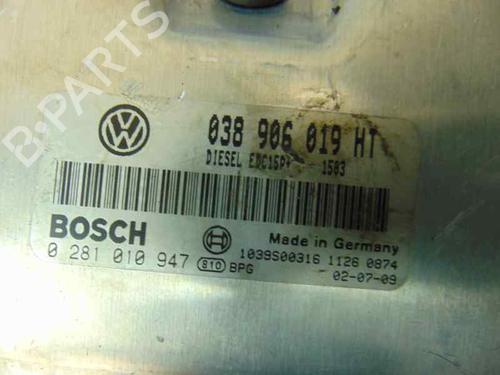 B-PARTS
038 906 019 HT
DIESEL EDC15P+ 1503
BOSCH
Made in Germany
0 281 010 947 810 BPG
1039S00316 1126 0874
02-07-09